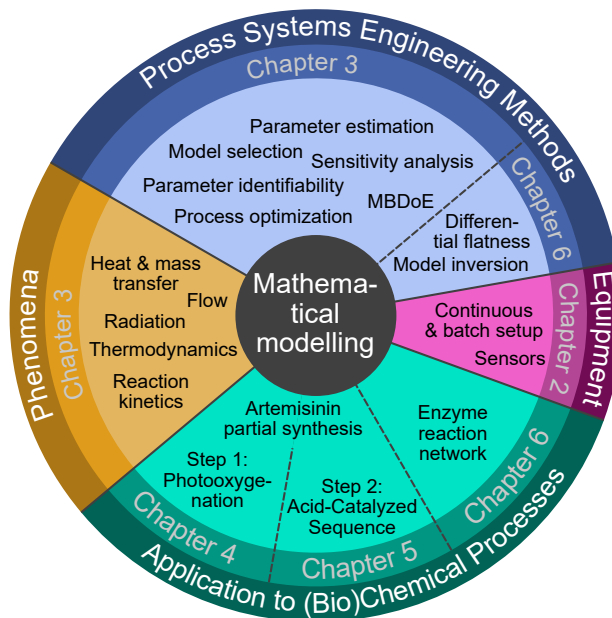 Process Systems Engineering Methods
Chapter 3
Parameter estimation
Model selection
Sensitivity analysis
Parameter identifiability
MBDoE
Process optimization
Chapter 6
Differen-
tial flatness
Model inversion
Equipment
Chapter 2
Continuous
& batch setup
Sensors
Phenomena
Chapter 3
Heat & mass
transfer
Flow
Radiation
Thermodynamics
Reaction
kinetics
Mathema-
tical
modelling
Artemisinin
partial synthesis
Step 1:
Photooxyge-
nation
Step 2:
Acid-Catalyzed
Sequence
Enzyme
reaction
network
Chapter 4
Chapter 5
Chapter 6
Application to (Bio)Chemical Processes